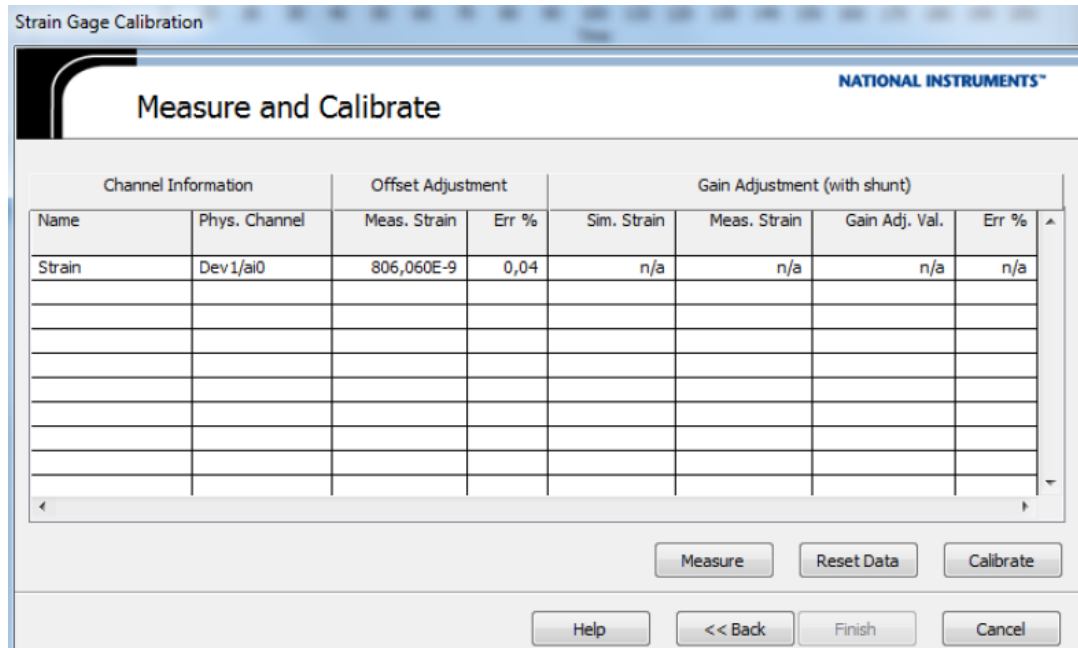 Strain Gage Calibration
NATIONAL INSTRUMENTS™
Measure and Calibrate
Channel Information Offset Adjustment Gain Adjustment (with shunt)
Name Phys. Channel Meas. Strain Err % Sim. Strain Meas. Strain Gain Adj. Val. Err %
Strain Dev1/ai0 806,060E-9 0,04 n/a n/a n/a n/a
Measure Reset Data Calibrate
Help << Back Finish Cancel